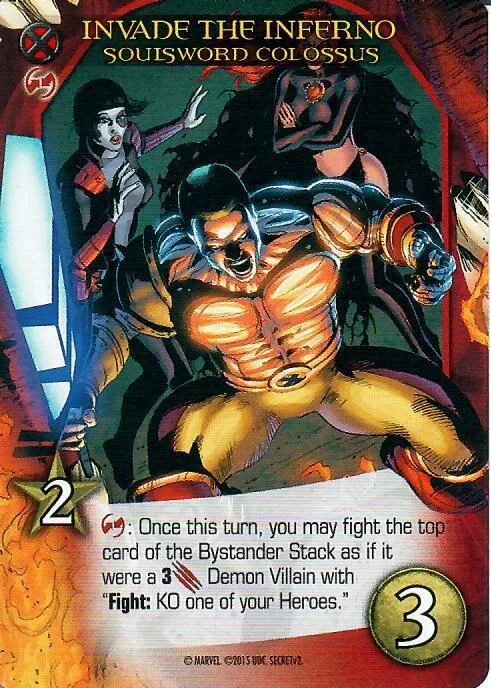 INVADE THE INFERNO
SOULSWORD COLOSSUS
2
: Once this turn, you may fight the top
card of the Bystander Stack as if it
were a 3 Demon Villain with
“Fight: KO one of your Heroes.”
3
© MARVEL. ©2015 UDC. SECRETv2.